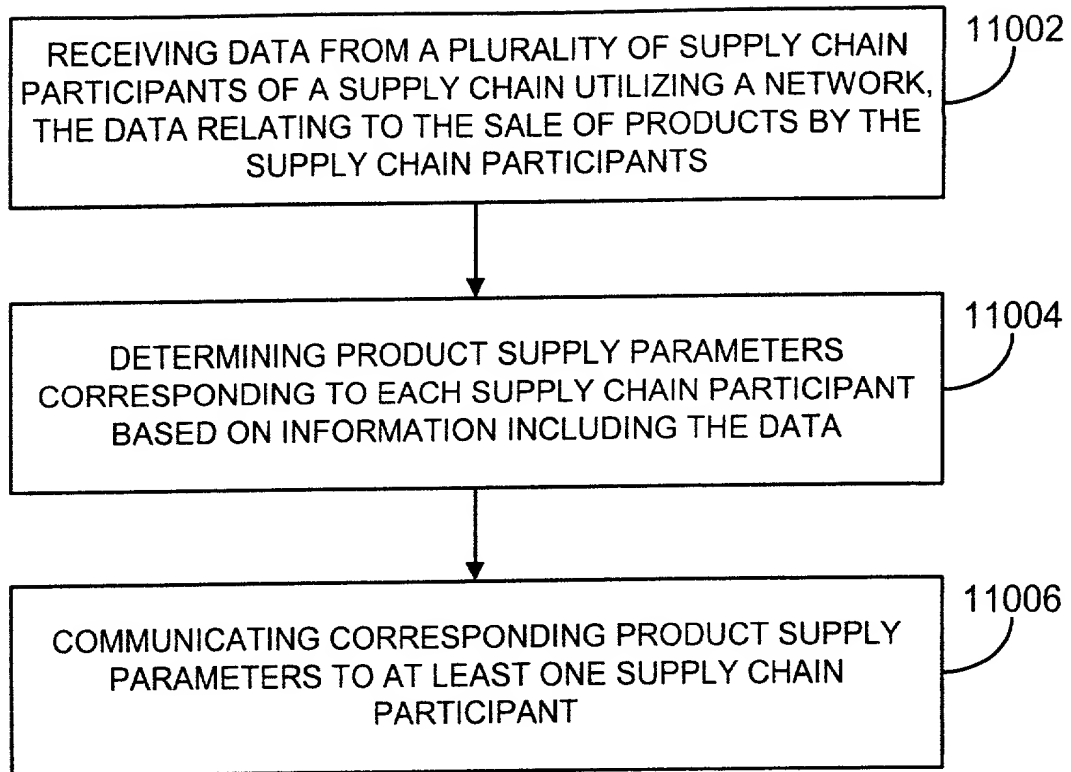 RECEIVING DATA FROM A PLURALITY OF SUPPLY CHAIN
PARTICIPANTS OF A SUPPLY CHAIN UTILIZING A NETWORK,
THE DATA RELATING TO THE SALE OF PRODUCTS BY THE
SUPPLY CHAIN PARTICIPANTS
11002
DETERMINING PRODUCT SUPPLY PARAMETERS
CORRESPONDING TO EACH SUPPLY CHAIN PARTICIPANT
BASED ON INFORMATION INCLUDING THE DATA
11004
COMMUNICATING CORRESPONDING PRODUCT SUPPLY
PARAMETERS TO AT LEAST ONE SUPPLY CHAIN
PARTICIPANT
11006